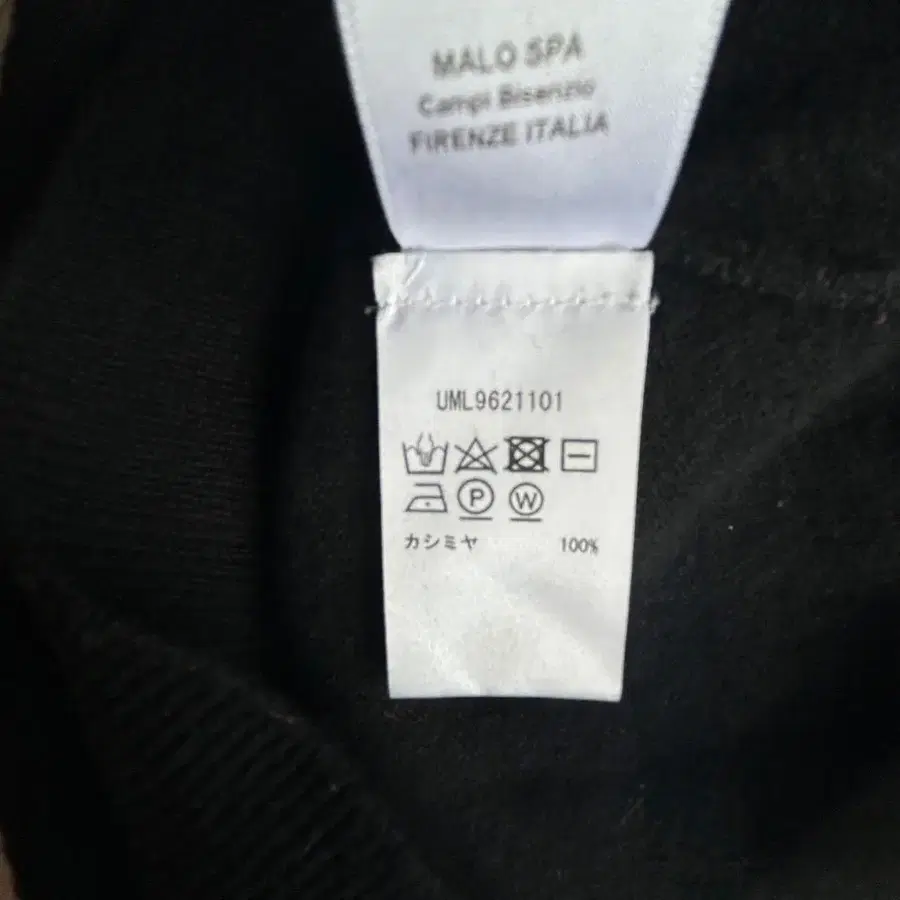 MALO SPA
Campi Bisenzio
FIRENZE ITALIA
UML9621101
P W
カシミヤ 100%